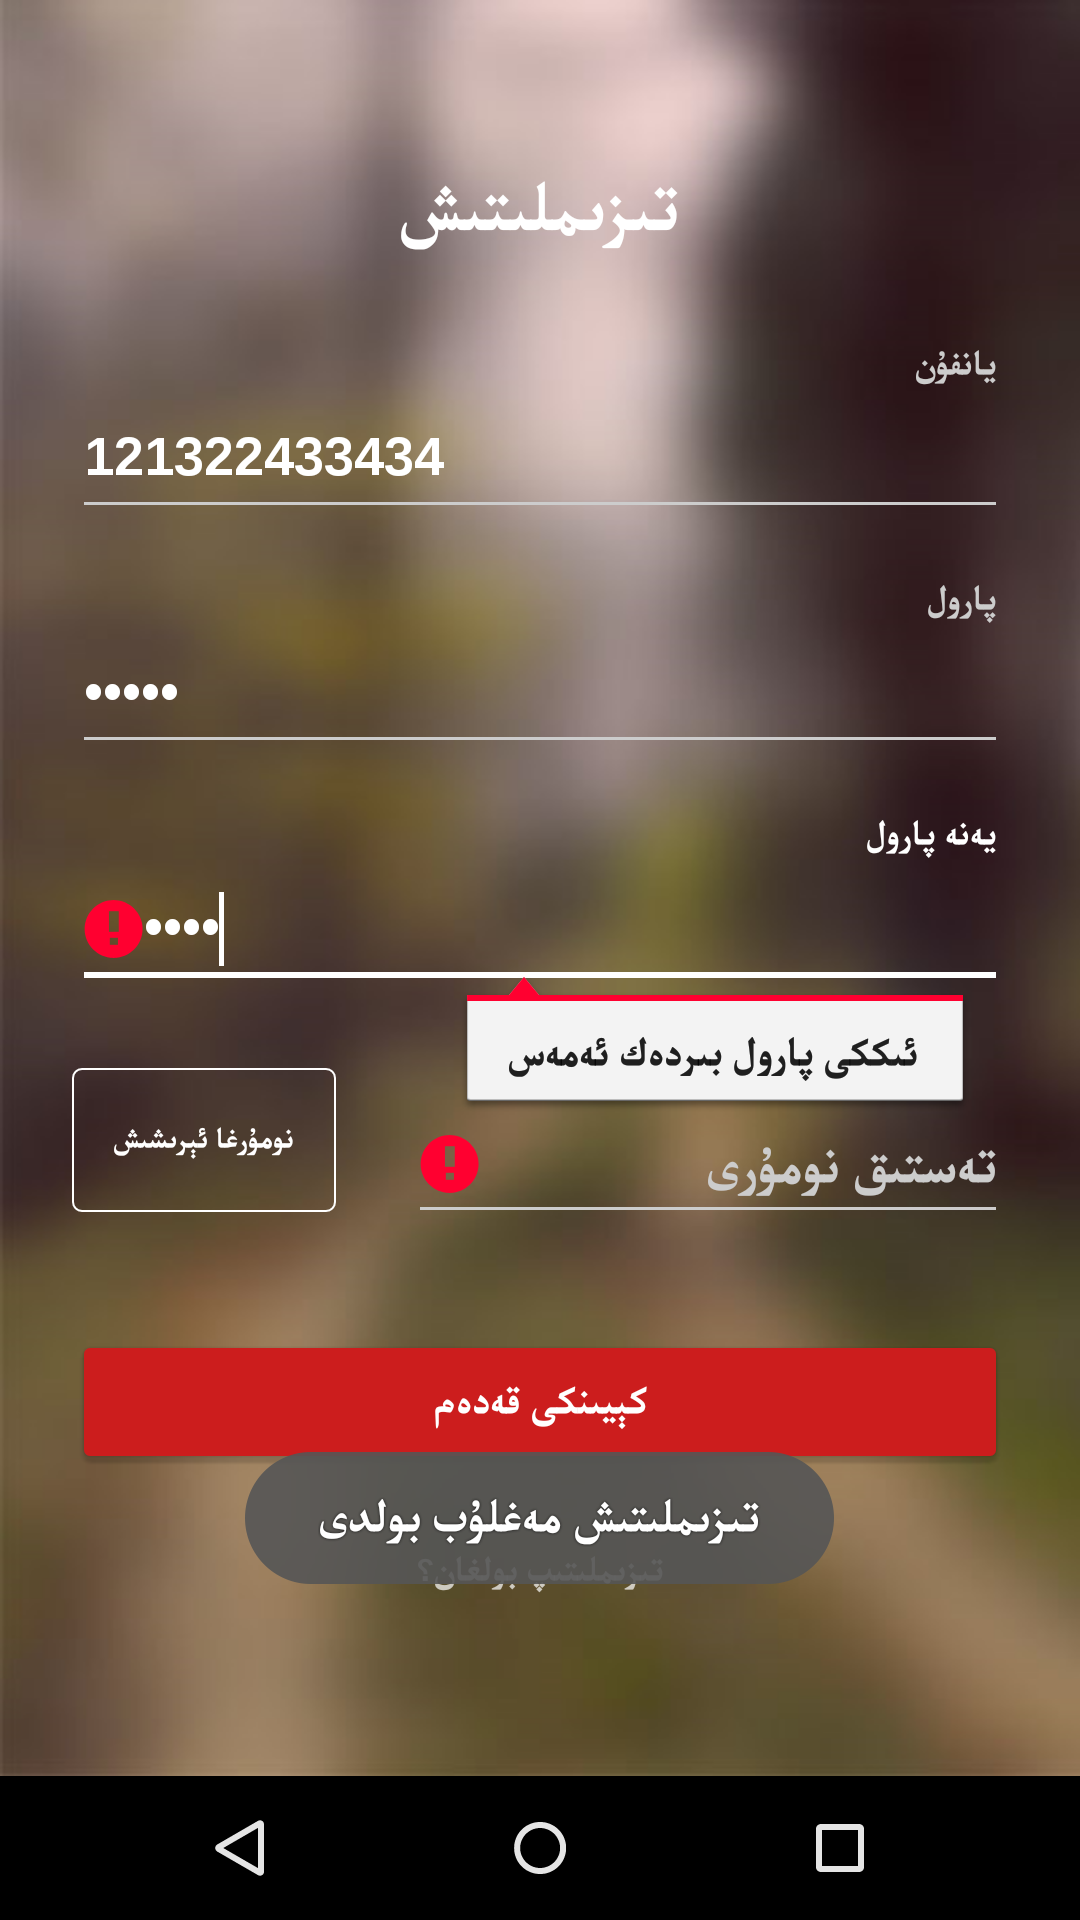 تىزىملىتىش
يانفۇن
121322433434
پارول
•••••
يەنە پارول
••••
ئىككى پارول بىردەك ئەمەس
نومۇرغا ئېرىشىش
تەستىق نومۇرى
كېيىنكى قەدەم
تىزىملىتىش مەغلۇب بولدى
تىزىملىتىپ بولغان؟